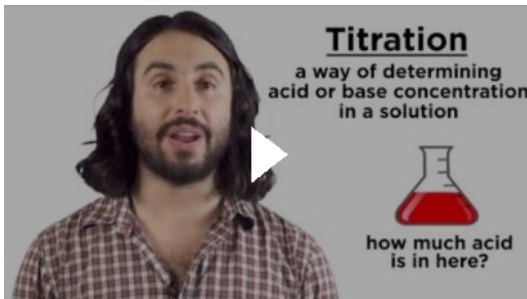 Titration
a way of determining
acid or base concentration
in a solution
how much acid
is in here?